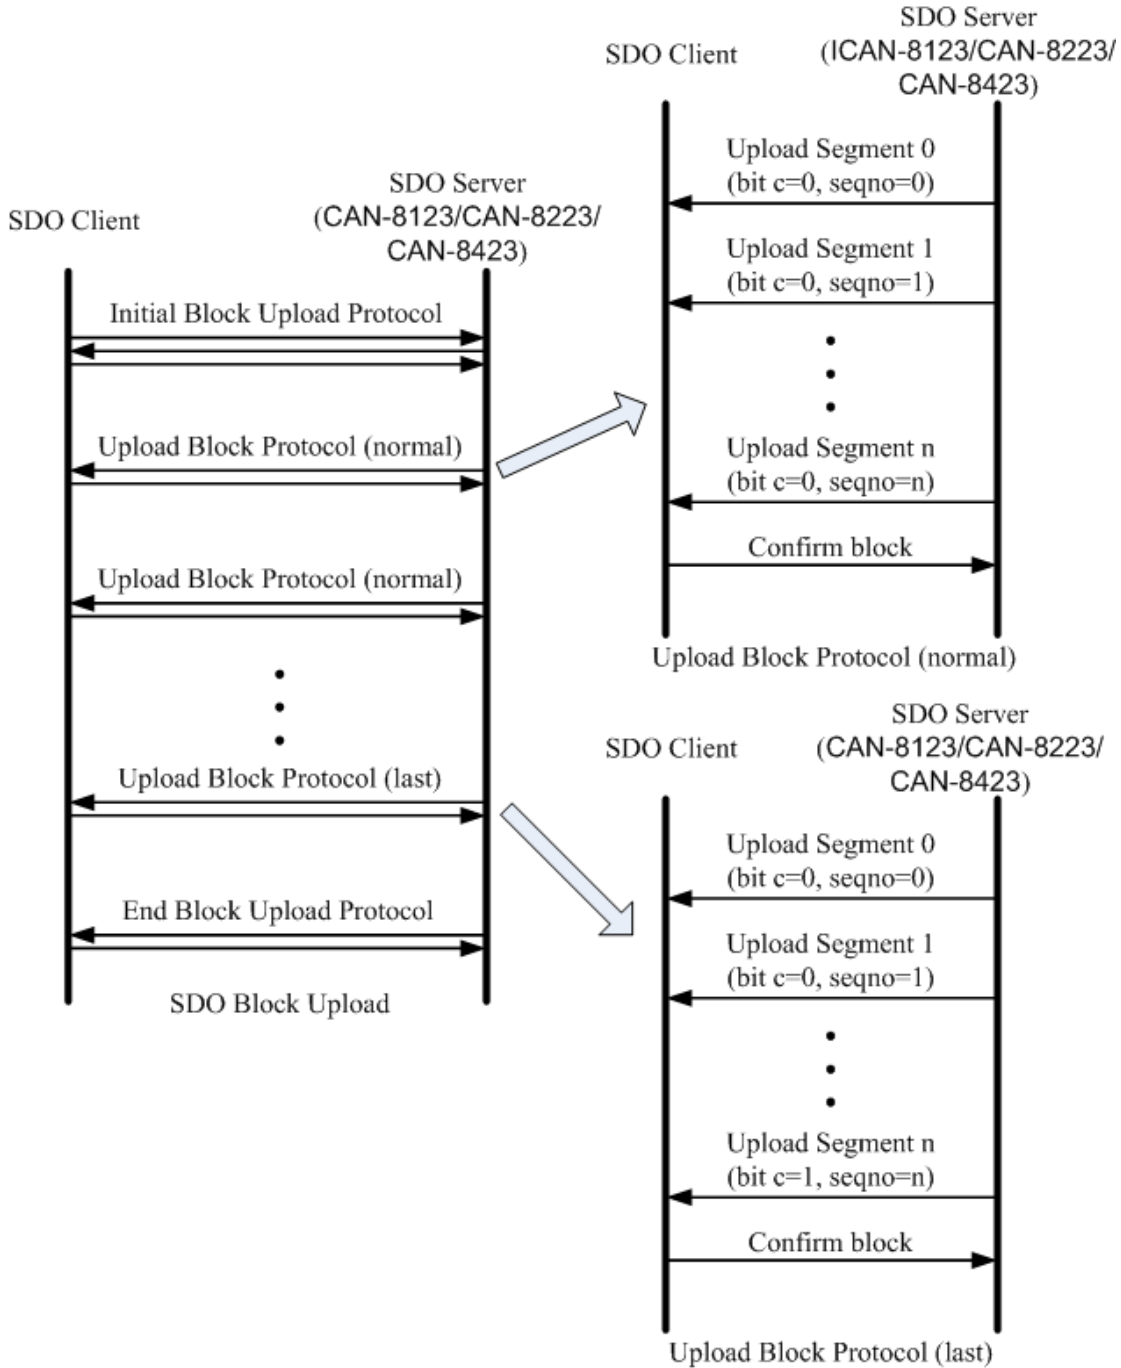 SDO Client
SDO Server
(CAN-8123/CAN-8223/
CAN-8423)
Initial Block Upload Protocol
Upload Block Protocol (normal)
Upload Block Protocol (normal)
Upload Block Protocol (last)
End Block Upload Protocol
SDO Block Upload
SDO Client
SDO Server
(ICAN-8123/CAN-8223/
CAN-8423)
Upload Segment 0
(bit c=0, seqno=0)
Upload Segment 1
(bit c=0, seqno=1)
Upload Segment n
(bit c=0, seqno=n)
Confirm block
Upload Block Protocol (normal)
SDO Client
SDO Server
(CAN-8123/CAN-8223/
CAN-8423)
Upload Segment 0
(bit c=0, seqno=0)
Upload Segment 1
(bit c=0, seqno=1)
Upload Segment n
(bit c=1, seqno=n)
Confirm block
Upload Block Protocol (last)